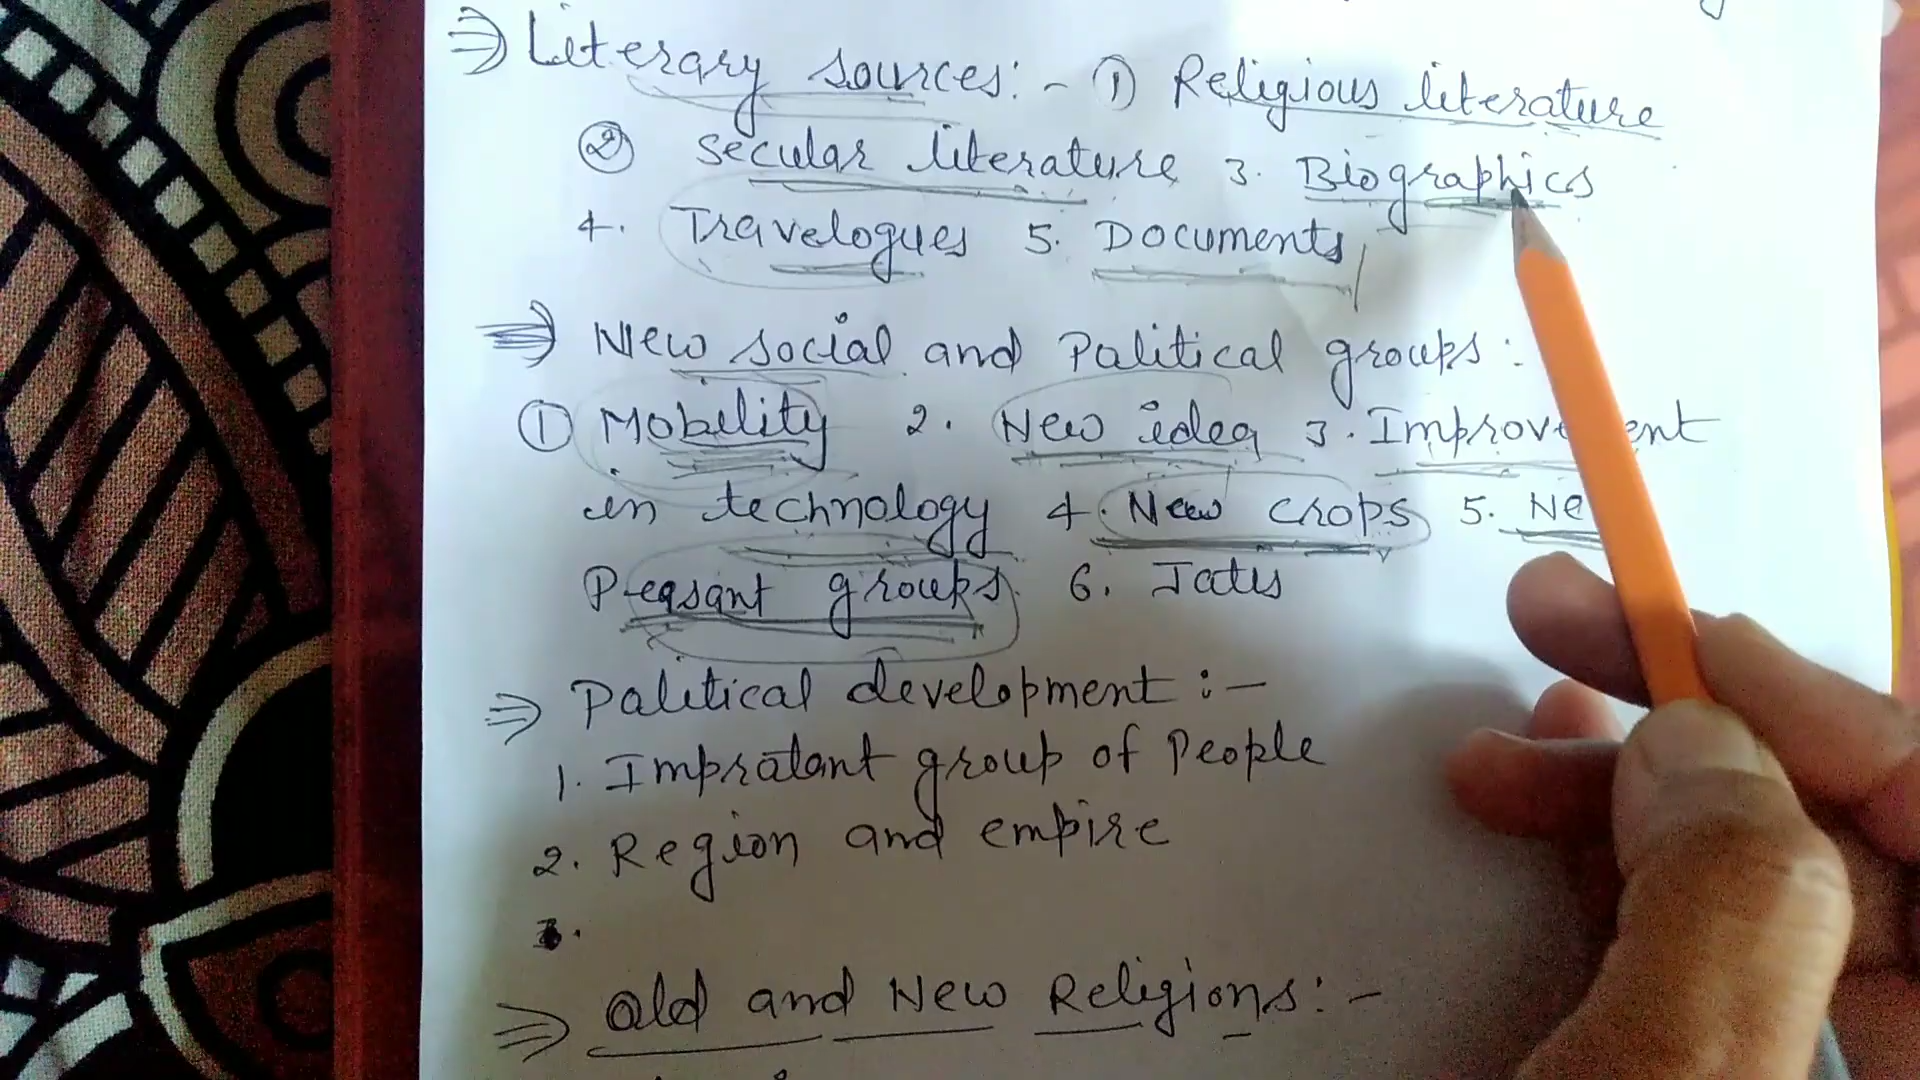 ⇒ Literary sources:- ① Religious literature
② Secular literature 3. Biographics
4. Travelogues 5. Documents
⇒ New social and Palitical groups:
① Mobility 2. New idea 3. Improvement
in technology 4. New crops 5. Ne
Peasant groups. 6. Jatis
⇒ Palitical development :-
1. Impratant group of People
2. Region and empire
3.
⇒ Old and New Religions:-